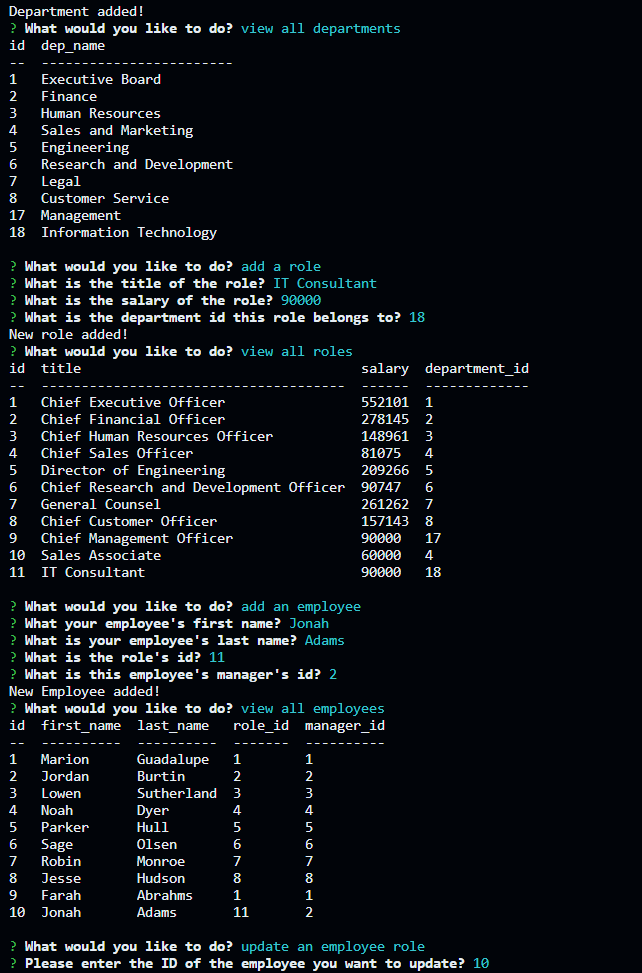 Department added!
? What would you like to do? view all departments
id  dep_name
--  ------------------------
1   Executive Board
2   Finance
3   Human Resources
4   Sales and Marketing
5   Engineering
6   Research and Development
7   Legal
8   Customer Service
17  Management
18  Information Technology
? What would you like to do? add a role
? What is the title of the role? IT Consultant
? What is the salary of the role? 90000
? What is the department id this role belongs to? 18
New role added!
? What would you like to do? view all roles
id  title                                   salary  department_id
--  --------------------------------------  ------  -------------
1   Chief Executive Officer                 552101  1
2   Chief Financial Officer                 278145  2
3   Chief Human Resources Officer           148961  3
4   Chief Sales Officer                     81075   4
5   Director of Engineering                 209266  5
6   Chief Research and Development Officer  90747   6
7   General Counsel                         261262  7
8   Chief Customer Officer                  157143  8
9   Chief Management Officer                90000   17
10  Sales Associate                         60000   4
11  IT Consultant                           90000   18
? What would you like to do? add an employee
? What your employee's first name? Jonah
? What is your employee's last name? Adams
? What is the role's id? 11
? What is this employee's manager's id? 2
New Employee added!
? What would you like to do? view all employees
id  first_name  last_name   role_id  manager_id
--  ----------  ----------  -------  ----------
1   Marion      Guadalupe   1        1
2   Jordan      Burtin      2        2
3   Lowen       Sutherland  3        3
4   Noah        Dyer        4        4
5   Parker      Hull        5        5
6   Sage        Olsen       6        6
7   Robin       Monroe      7        7
8   Jesse       Hudson      8        8
9   Farah       Abrahms     1        1
10  Jonah       Adams       11       2
? What would you like to do? update an employee role
? Please enter the ID of the employee you want to update? 10